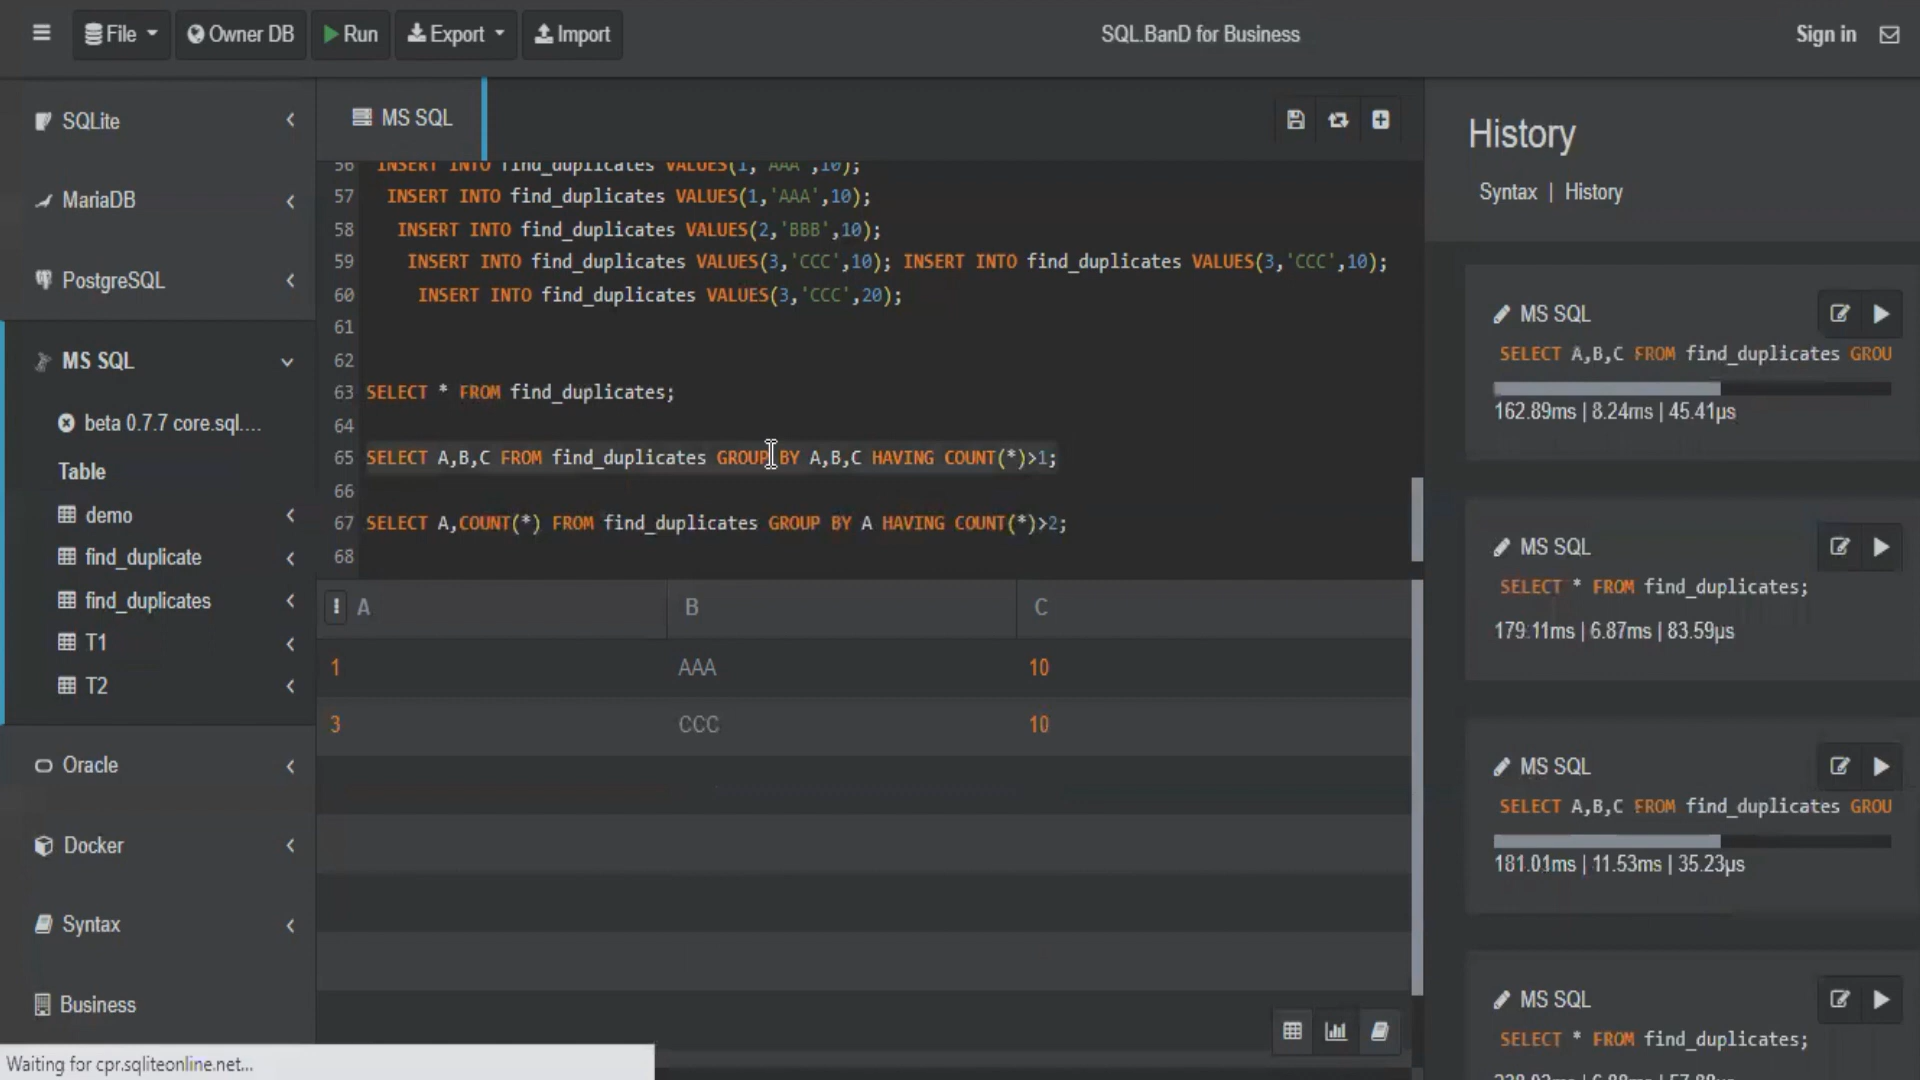 File Owner DB Run Export Import SQL.BanD for Business Sign in
SQLite
MariaDB
PostgreSQL
MS SQL
beta 0.7.7 core.sql....
Table
demo
find_duplicate
find_duplicates
T1
T2
Oracle
Docker
Syntax
Business
Waiting for cpr.sqliteonline.net...
MS SQL
56 INSERT INTO find_duplicates VALUES(1,'AAA',10);
57 INSERT INTO find_duplicates VALUES(1,'AAA',10);
58 INSERT INTO find_duplicates VALUES(2,'BBB',10);
59 INSERT INTO find_duplicates VALUES(3,'CCC',10); INSERT INTO find_duplicates VALUES(3,'CCC',10);
60 INSERT INTO find_duplicates VALUES(3,'CCC',20);
61
62
63 SELECT * FROM find_duplicates;
64
65 SELECT A,B,C FROM find_duplicates GROUP BY A,B,C HAVING COUNT(*)>1;
66
67 SELECT A,COUNT(*) FROM find_duplicates GROUP BY A HAVING COUNT(*)>2;
68
A B C
1 AAA 10
3 CCC 10
History
Syntax | History
MS SQL
SELECT A,B,C FROM find_duplicates GROU
162.89ms | 8.24ms | 45.41µs
MS SQL
SELECT * FROM find_duplicates;
179.11ms | 6.87ms | 83.59µs
MS SQL
SELECT A,B,C FROM find_duplicates GROU
181.01ms | 11.53ms | 35.23µs
MS SQL
SELECT * FROM find_duplicates;